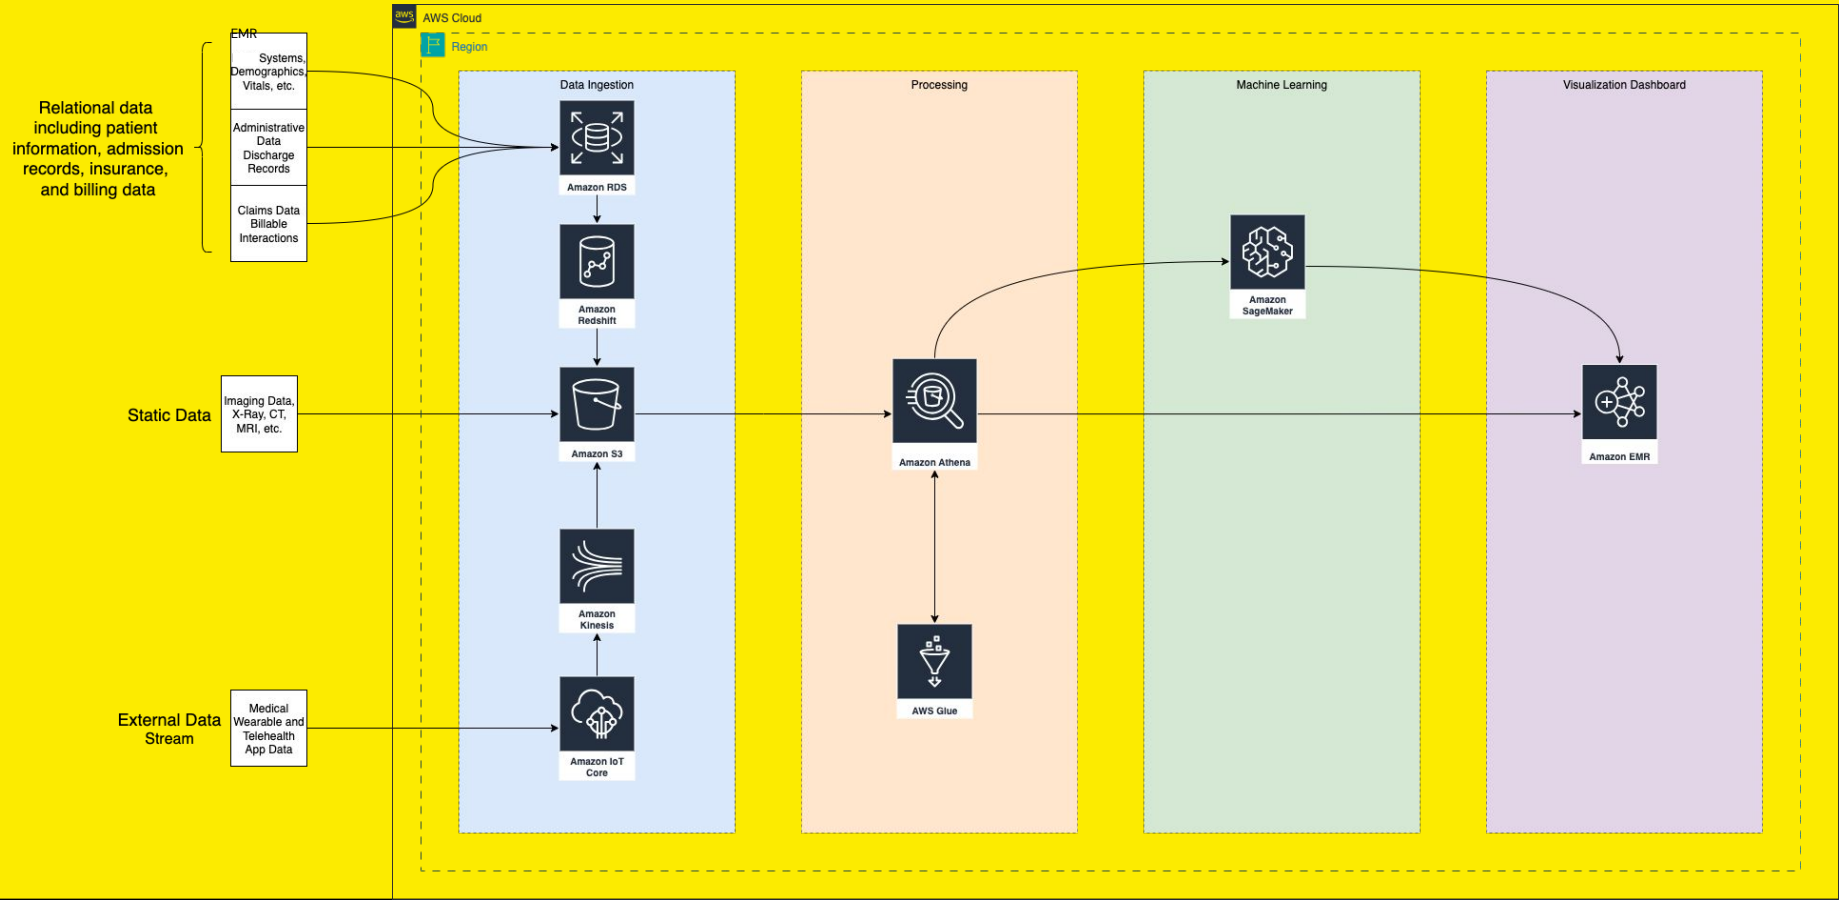 aws
AWS Cloud
Region
EMR
Systems,
Demographics,
Vitals, etc.
Administrative
Data
Discharge
Records
Claims Data
Billable
Interactions
Relational data
including patient
information, admission
records, insurance,
and billing data
Static Data
Imaging Data,
X-Ray, CT,
MRI, etc.
External Data
Stream
Medical
Wearable and
Telehealth
App Data
Data Ingestion
Amazon RDS
Amazon
Redshift
Amazon S3
Amazon
Kinesis
Amazon IoT
Core
Processing
Amazon Athena
AWS Glue
Machine Learning
Amazon
SageMaker
Visualization Dashboard
Amazon EMR